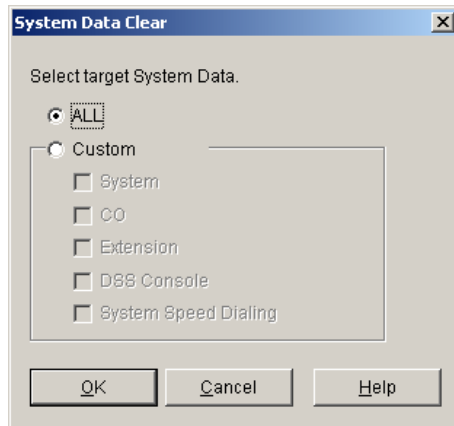 System Data Clear
Select target System Data.
ALL
Custom
System
CO
Extension
DSS Console
System Speed Dialing
OK Cancel Help